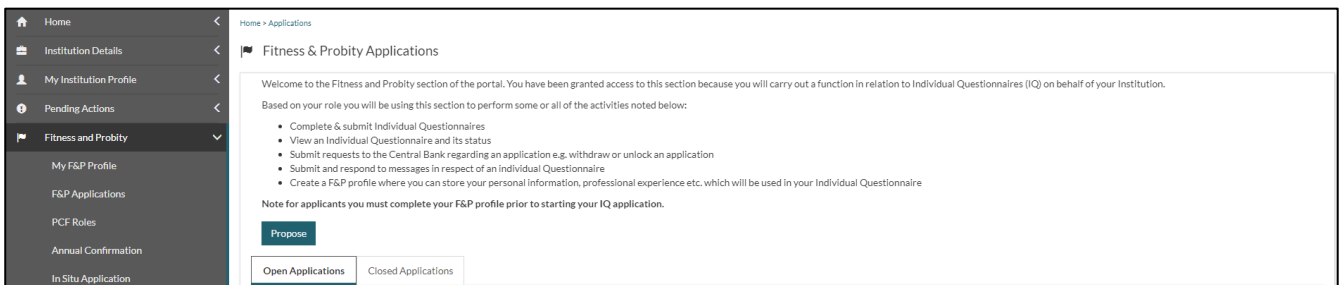 Home
Institution Details
My Institution Profile
Pending Actions
Fitness and Probity
My F&P Profile
F&P Applications
PCF Roles
Annual Confirmation
In Situ Application
Home > Applications
Fitness & Probity Applications
Welcome to the Fitness and Probity section of the portal. You have been granted access to this section because you will carry out a function in relation to Individual Questionnaires (IQ) on behalf of your Institution.
Based on your role you will be using this section to perform some or all of the activities noted below:
• Complete & submit Individual Questionnaires
• View an Individual Questionnaire and its status
• Submit requests to the Central Bank regarding an application e.g. withdraw or unlock an application
• Submit and respond to messages in respect of an individual Questionnaire
• Create a F&P profile where you can store your personal information, professional experience etc. which will be used in your Individual Questionnaire
Note for applicants you must complete your F&P profile prior to starting your IQ application.
Propose
Open Applications Closed Applications